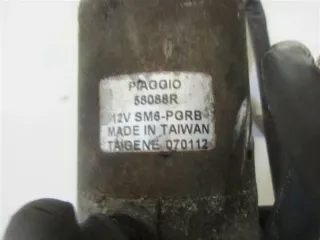 PIAGGIO
58088R
12V SM6-PGRB
MADE IN TAIWAN
TAIGENE 070112